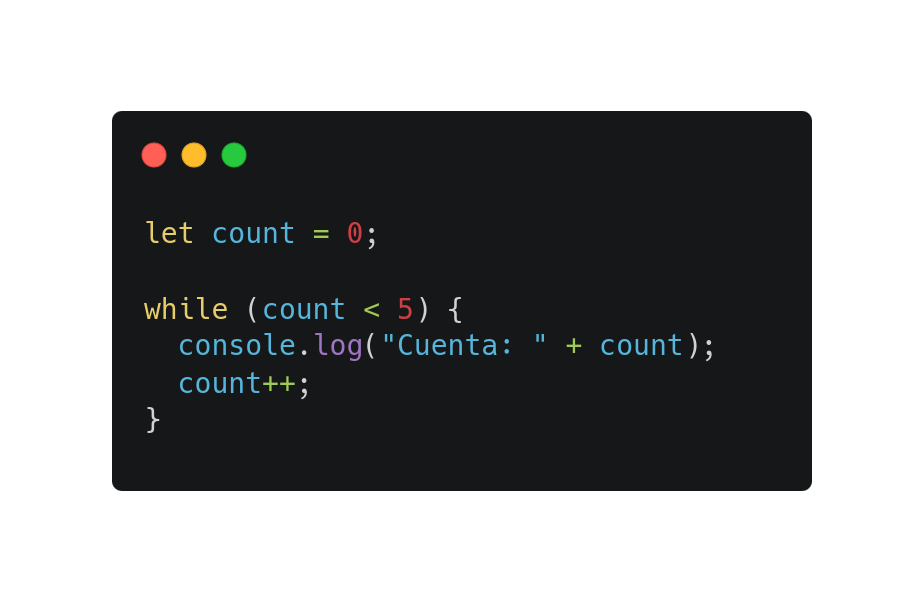 let count = 0;
while (count < 5) {
  console.log("Cuenta: " + count);
  count++;
}